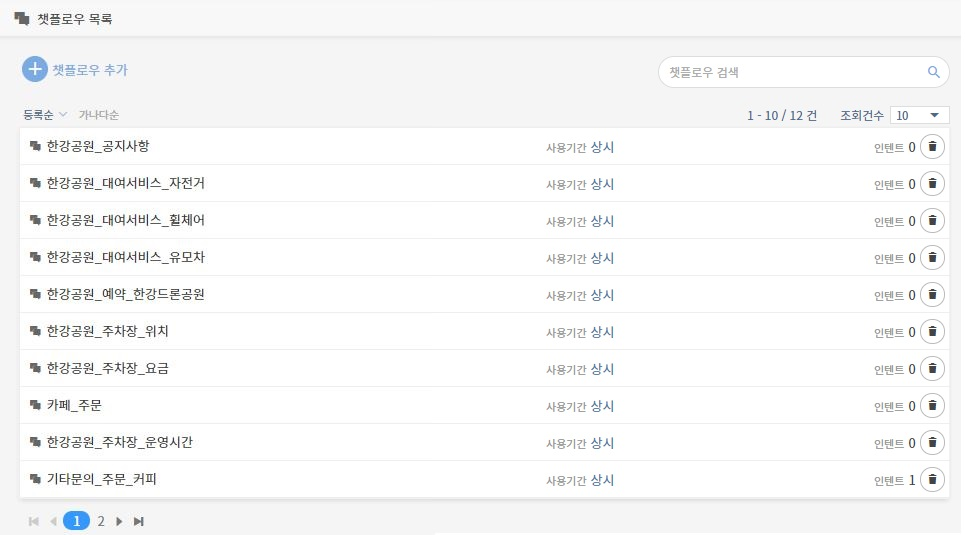 챗플로우 목록
챗플로우 추가
챗플로우 검색
등록순 가나다순 1 - 10 / 12 건 조회건수 10
한강공원_공지사항 사용기간 상시 인텐트 0
한강공원_대여서비스_자전거 사용기간 상시 인텐트 0
한강공원_대여서비스_휠체어 사용기간 상시 인텐트 0
한강공원_대여서비스_유모차 사용기간 상시 인텐트 0
한강공원_예약_한강드론공원 사용기간 상시 인텐트 0
한강공원_주차장_위치 사용기간 상시 인텐트 0
한강공원_주차장_요금 사용기간 상시 인텐트 0
카페_주문 사용기간 상시 인텐트 0
한강공원_주차장_운영시간 사용기간 상시 인텐트 0
기타문의_주문_커피 사용기간 상시 인텐트 1
1 2